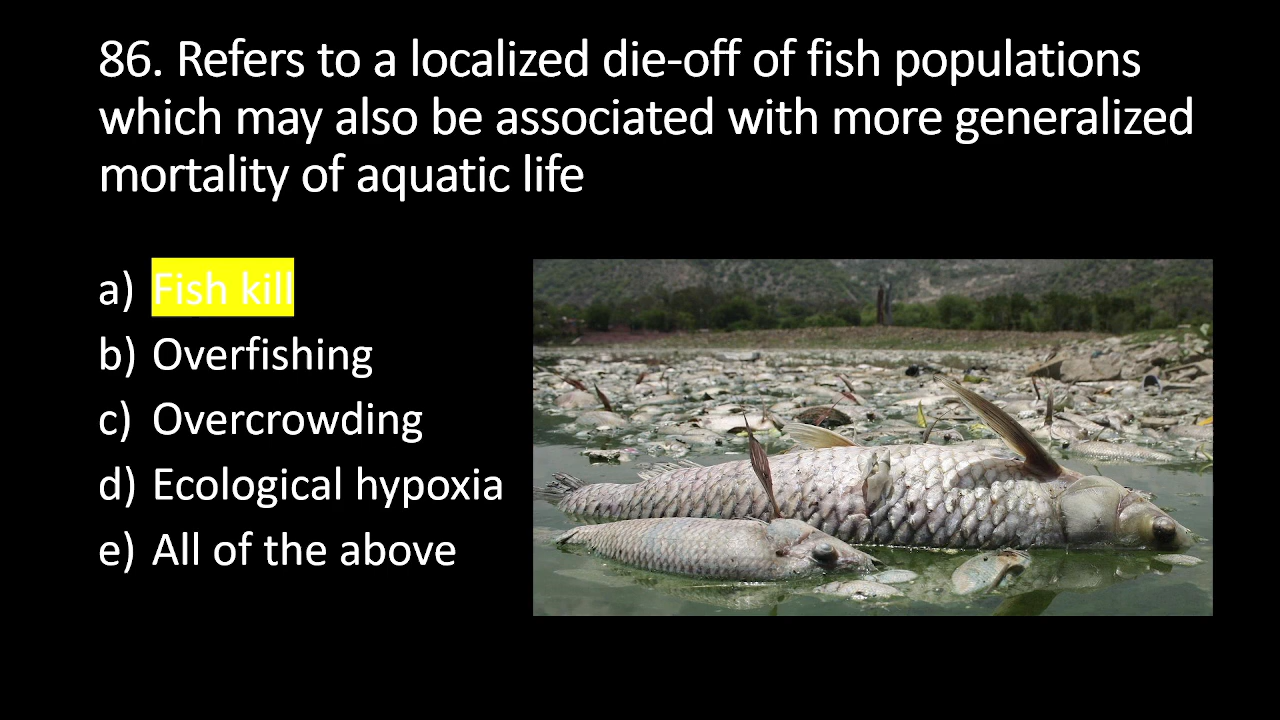 86. Refers to a localized die-off of fish populations
which may also be associated with more generalized
mortality of aquatic life
a) Fish kill
b) Overfishing
c) Overcrowding
d) Ecological hypoxia
e) All of the above